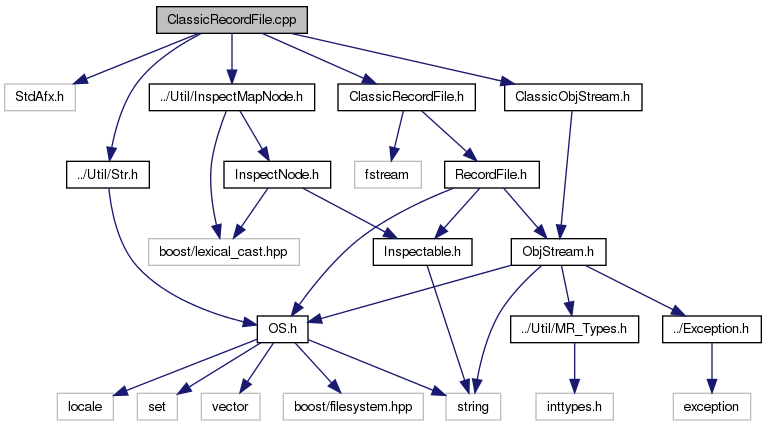 ClassicRecordFile.cpp
StdAfx.h
../Util/InspectMapNode.h
ClassicRecordFile.h
ClassicObjStream.h
../Util/Str.h
InspectNode.h
fstream
RecordFile.h
boost/lexical_cast.hpp
Inspectable.h
ObjStream.h
OS.h
../Util/MR_Types.h
../Exception.h
locale
set
vector
boost/filesystem.hpp
string
inttypes.h
exception